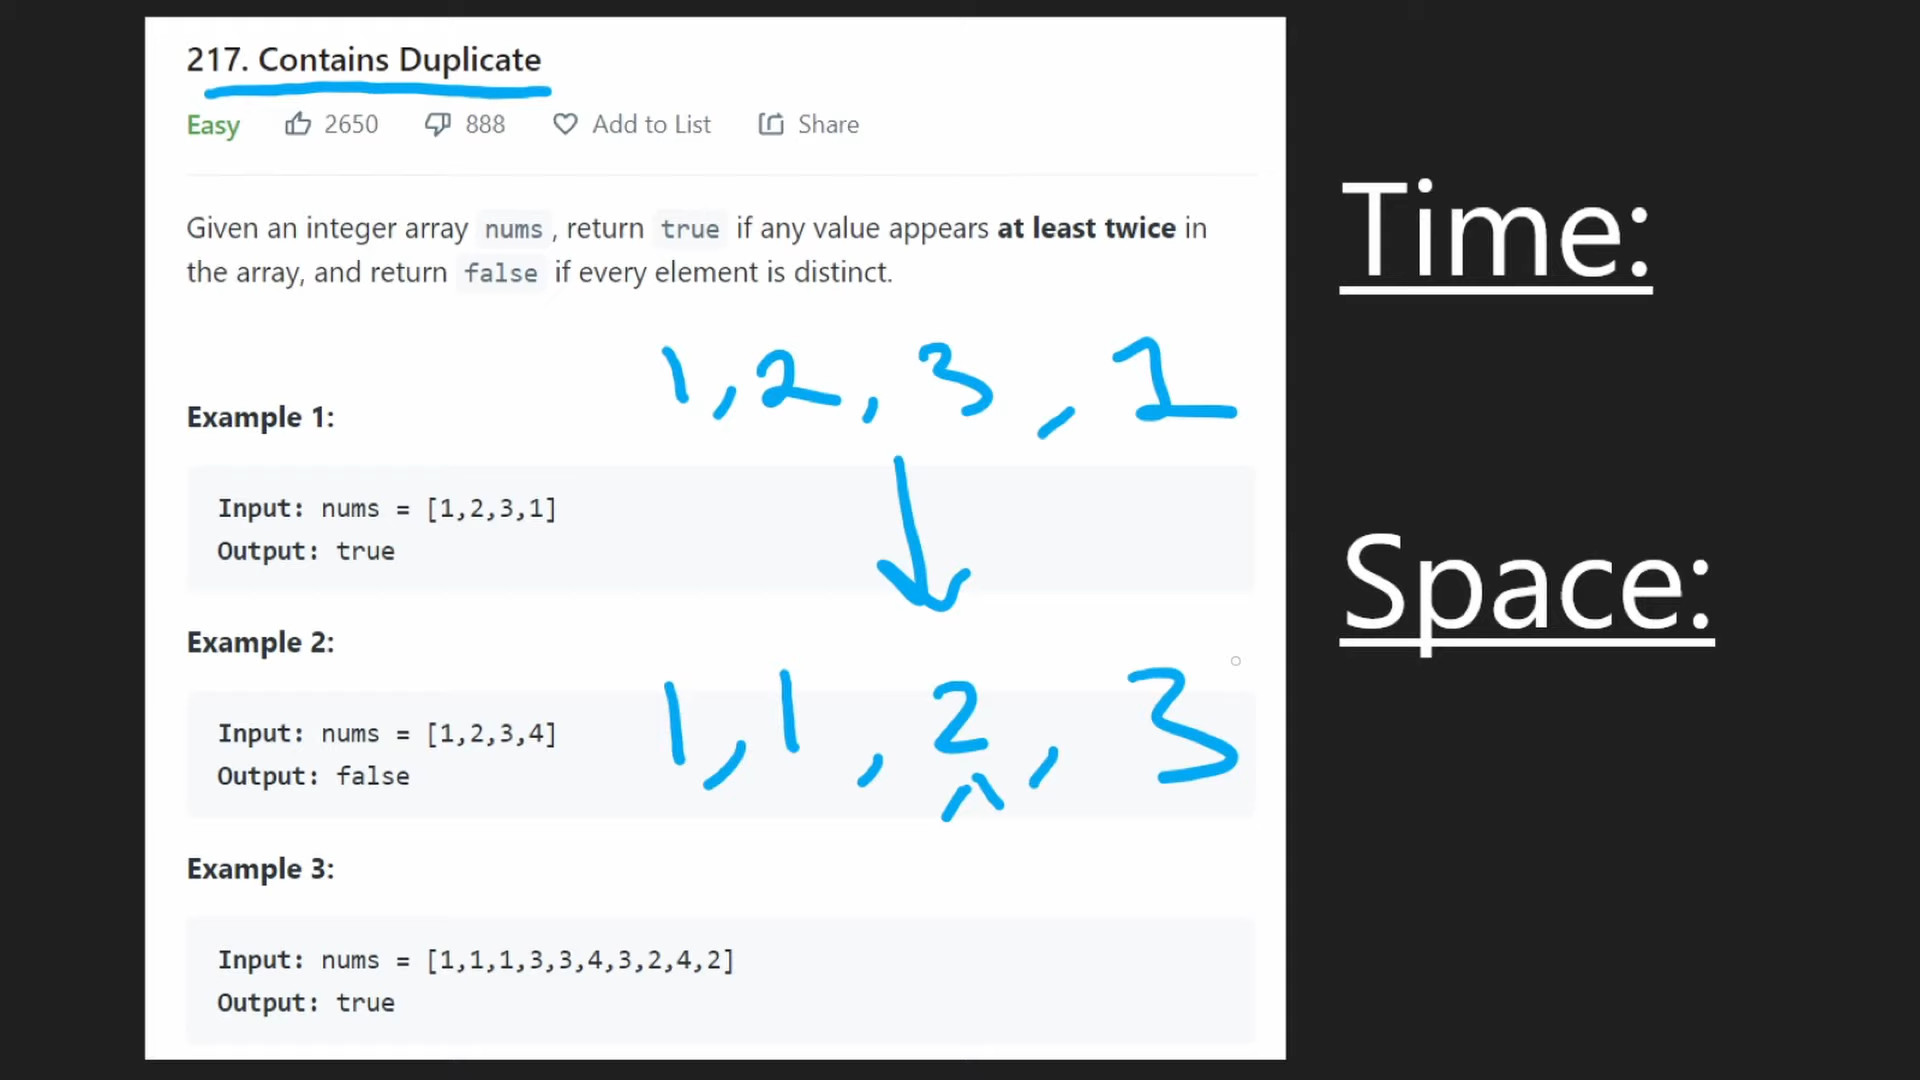 217. Contains Duplicate
Easy 2650 888 Add to List Share
Given an integer array nums, return true if any value appears at least twice in
the array, and return false if every element is distinct.
1, 2, 3, 1
Example 1:
Input: nums = [1,2,3,1]
Output: true
Example 2:
1, 1, 2, 3
Input: nums = [1,2,3,4]
Output: false
Example 3:
Input: nums = [1,1,1,3,3,4,3,2,4,2]
Output: true
Time:
Space: